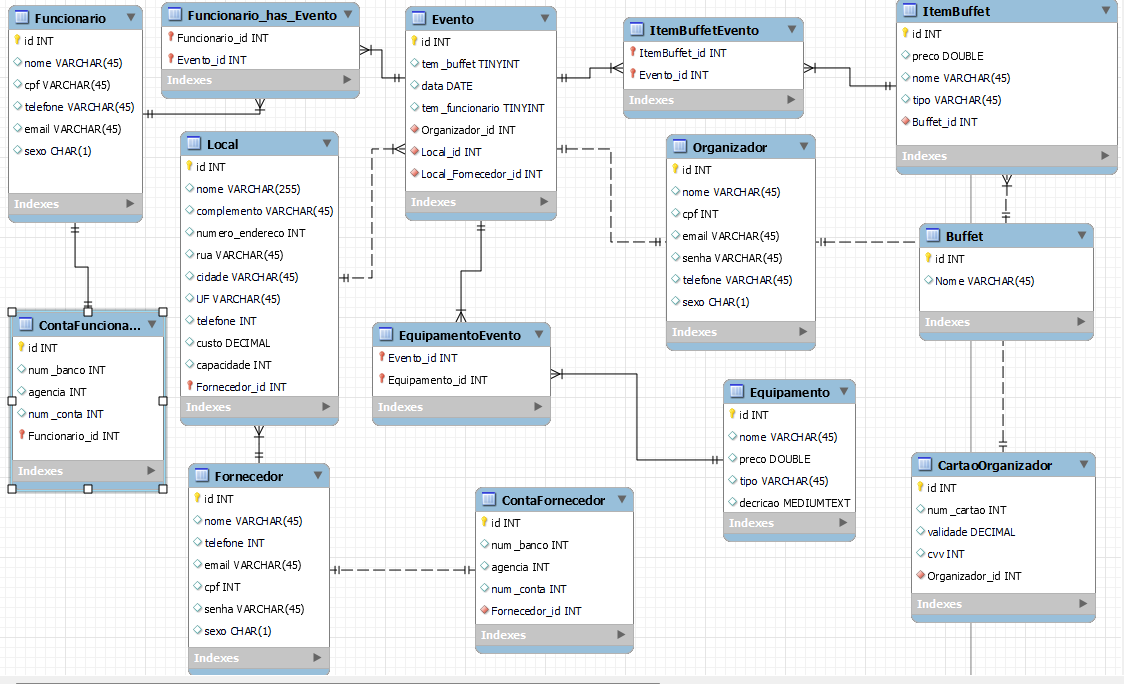 Funcionario
id INT
nome VARCHAR(45)
cpf VARCHAR(45)
telefone VARCHAR(45)
email VARCHAR(45)
sexo CHAR(1)
Indexes
Funcionario_has_Evento
Funcionario_id INT
Evento_id INT
Indexes
Evento
id INT
tem_buffet TINYINT
data DATE
tem_funcionario TINYINT
Organizador_id INT
Local_id INT
Local_Fornecedor_id INT
Indexes
ItemBuffetEvento
ItemBuffet_id INT
Evento_id INT
Indexes
ItemBuffet
id INT
preco DOUBLE
nome VARCHAR(45)
tipo VARCHAR(45)
Buffet_id INT
Indexes
Local
id INT
nome VARCHAR(255)
complemento VARCHAR(45)
numero_endereco INT
rua VARCHAR(45)
cidade VARCHAR(45)
UF VARCHAR(45)
telefone INT
custo DECIMAL
capacidade INT
Fornecedor_id INT
Indexes
Organizador
id INT
nome VARCHAR(45)
cpf INT
email VARCHAR(45)
senha VARCHAR(45)
telefone VARCHAR(45)
sexo CHAR(1)
Indexes
Buffet
id INT
Nome VARCHAR(45)
Indexes
ContaFunciona...
id INT
num_banco INT
agencia INT
num_conta INT
Funcionario_id INT
Indexes
EquipamentoEvento
Evento_id INT
Equipamento_id INT
Indexes
Equipamento
id INT
nome VARCHAR(45)
preco DOUBLE
tipo VARCHAR(45)
decricao MEDIUMTEXT
Indexes
Fornecedor
id INT
nome VARCHAR(45)
telefone INT
email VARCHAR(45)
cpf INT
senha VARCHAR(45)
sexo CHAR(1)
Indexes
ContaFornecedor
id INT
num_banco INT
agencia INT
num_conta INT
Fornecedor_id INT
Indexes
CartaoOrganizador
id INT
num_cartao INT
validade DECIMAL
cvv INT
Organizador_id INT
Indexes